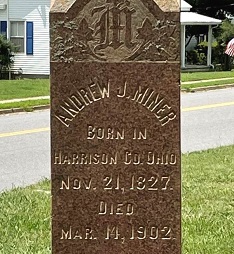 M
ANDREW J. MINER
BORN IN
HARRISON CO. OHIO
NOV. 21, 1827.
DIED
MAR. 14, 1902